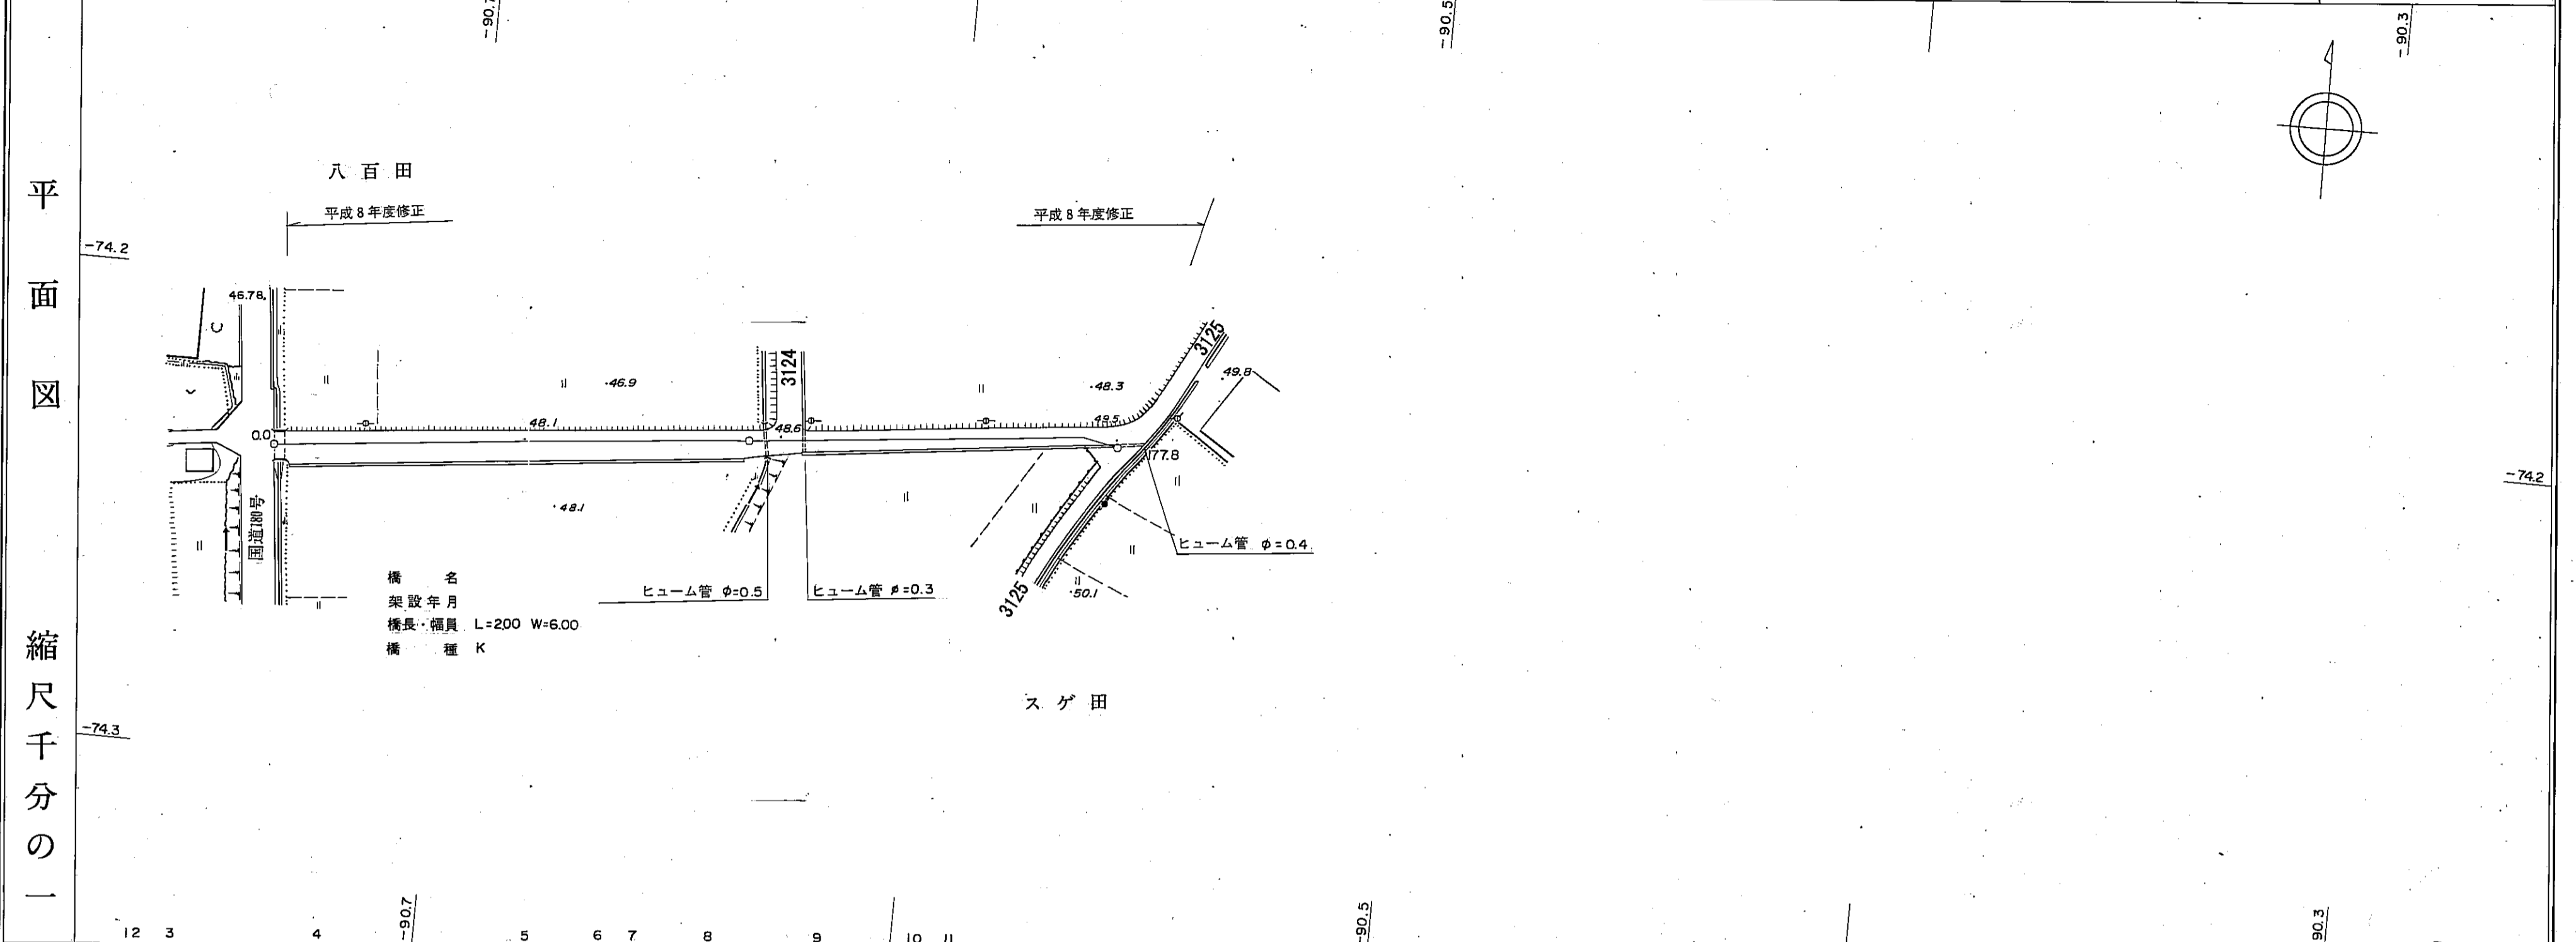 平面図
縮尺千分の一
-90.5
-90.3
八百田
平成8年度修正
平成8年度修正
-74.2
46.78
3124
3125
49.8
46.9
48.3
48.1
48.6
49.5
0.0
177.8
-74.2
48.1
国道180号
ヒューム管 φ=0.4
橋名
架設年月
橋長・幅員 L=2.00 W=6.00
橋種 K
ヒューム管 φ=0.5
ヒューム管 φ=0.3
3125
50.1
スゲ田
-74.3
-90.7
-90.5
90.3
12 3 4 5 6 7 8 9 10 11